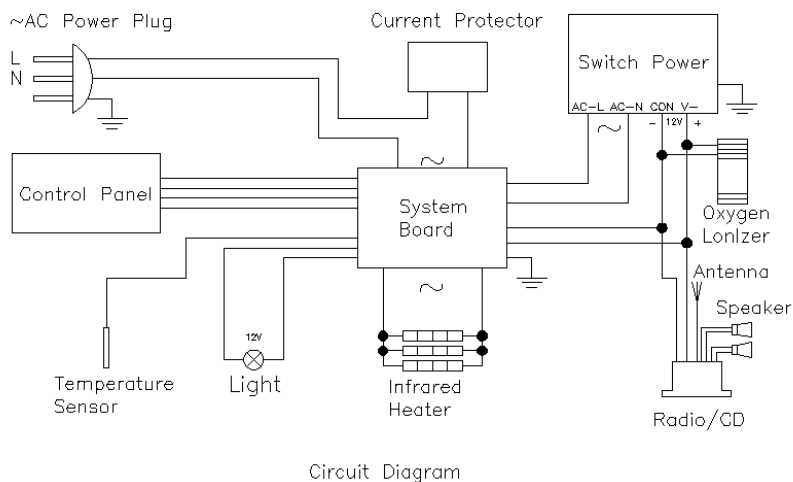 ~AC Power Plug
Current Protector
L
N
Switch Power
AC-L AC-N CON V-
~
- 12V +
Control Panel
~
System
Board
Oxygen
LonIzer
Antenna
~
Speaker
12V
Temperature
Sensor
Light
Infrared
Heater
Radio/CD
Circuit Diagram